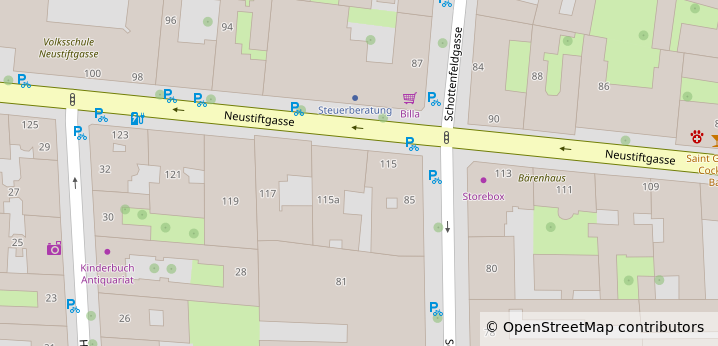 96
94
Volksschule
Neustiftgasse
87
84
88
86
100
98
Schottenfeldgasse
Steuerberatung
Billa
Neustiftgasse
90
125
123
29
Neustiftgasse
115
32
121
113
Bärenhaus
111
109
Storebox
27
119
117
115a
85
30
25
Kinderbuch
Antiquariat
28
80
81
23
26
© OpenStreetMap contributors